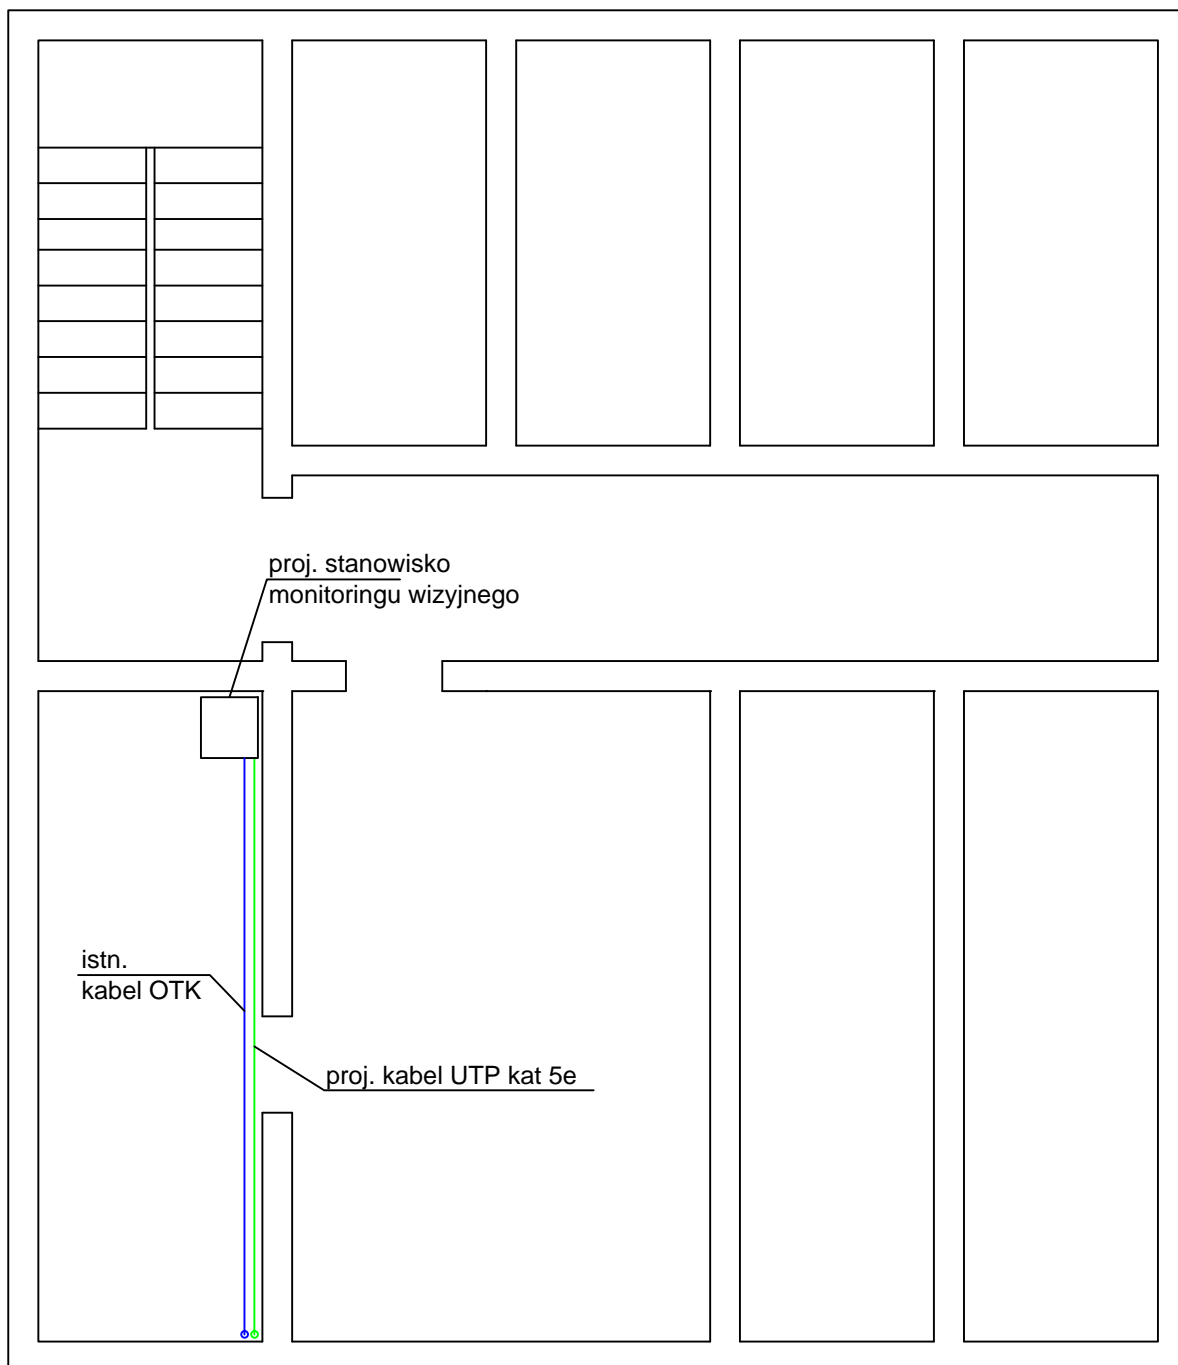 proj. stanowisko
monitoringu wizyjnego
istn.
kabel OTK
proj. kabel UTP kat 5e